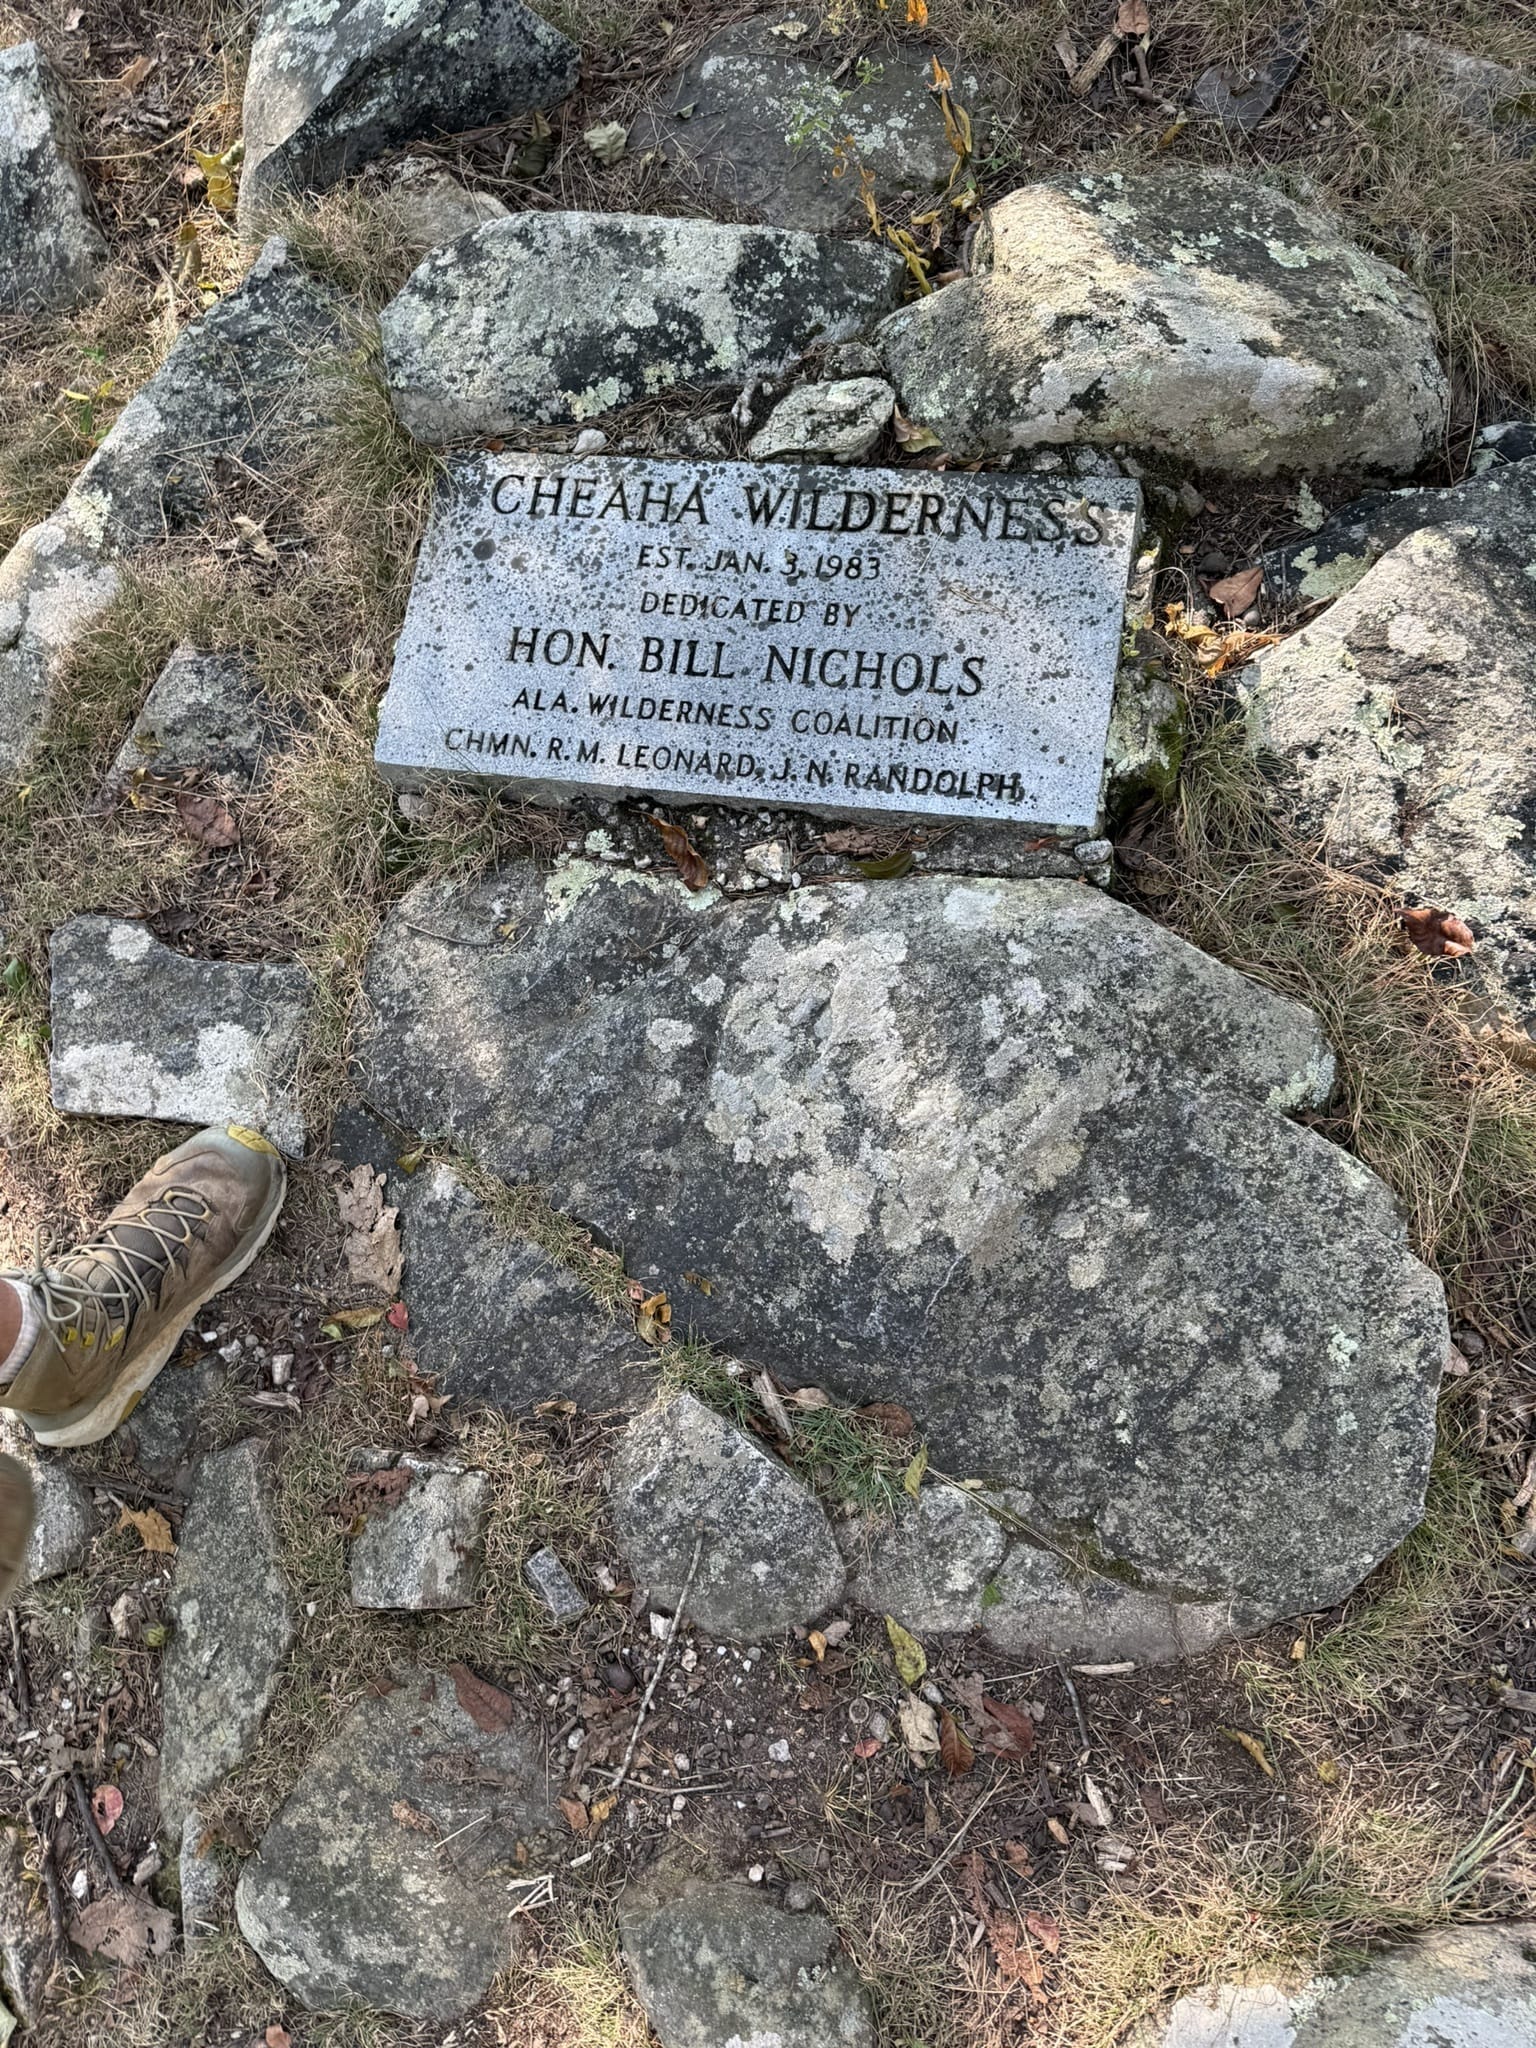 CHEAHA WILDERNESS
EST. JAN. 3, 1983
DEDICATED BY
HON. BILL NICHOLS
ALA. WILDERNESS COALITION
CHMN. R. M. LEONARD, J. N. RANDOLPH